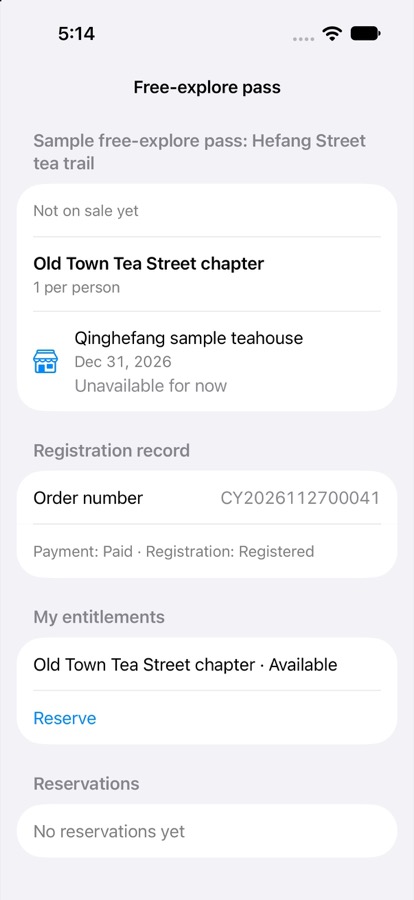 5:14
Free-explore pass
Sample free-explore pass: Hefang Street
tea trail
Not on sale yet
Old Town Tea Street chapter
1 per person
Qinghefang sample teahouse
Dec 31, 2026
Unavailable for now
Registration record
Order number CY2026112700041
Payment: Paid · Registration: Registered
My entitlements
Old Town Tea Street chapter · Available
Reserve
Reservations
No reservations yet